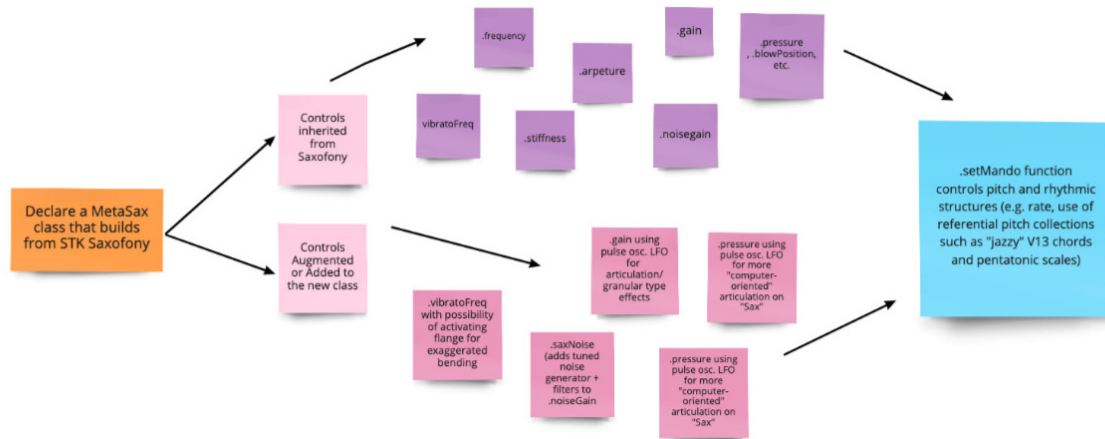 Declare a MetaSax
class that builds
from STK Saxofony
Controls
inherited
from
Saxofony
Controls
Augmented
or Added to
the new class
.frequency
.arpeture
.gain
.pressure
, .blowPosition,
etc.
vibratoFreq
.stiffness
.noisegain
.gain using
pulse osc. LFO
for
articulation/
granular type
effects
.pressure using
pulse osc. LFO
for more
"computer-
oriented"
articulation on
"Sax"
.vibratoFreq
with possibility
of activating
flange for
exaggerated
bending
.saxNoise
(adds tuned
noise
generator +
filters to
.noiseGain
.pressure using
pulse osc. LFO
for more
"computer-
oriented"
articulation on
"Sax"
.setMando function
controls pitch and rhythmic
structures (e.g. rate, use of
referential pitch collections
such as "jazzy" V13 chords
and pentatonic scales)